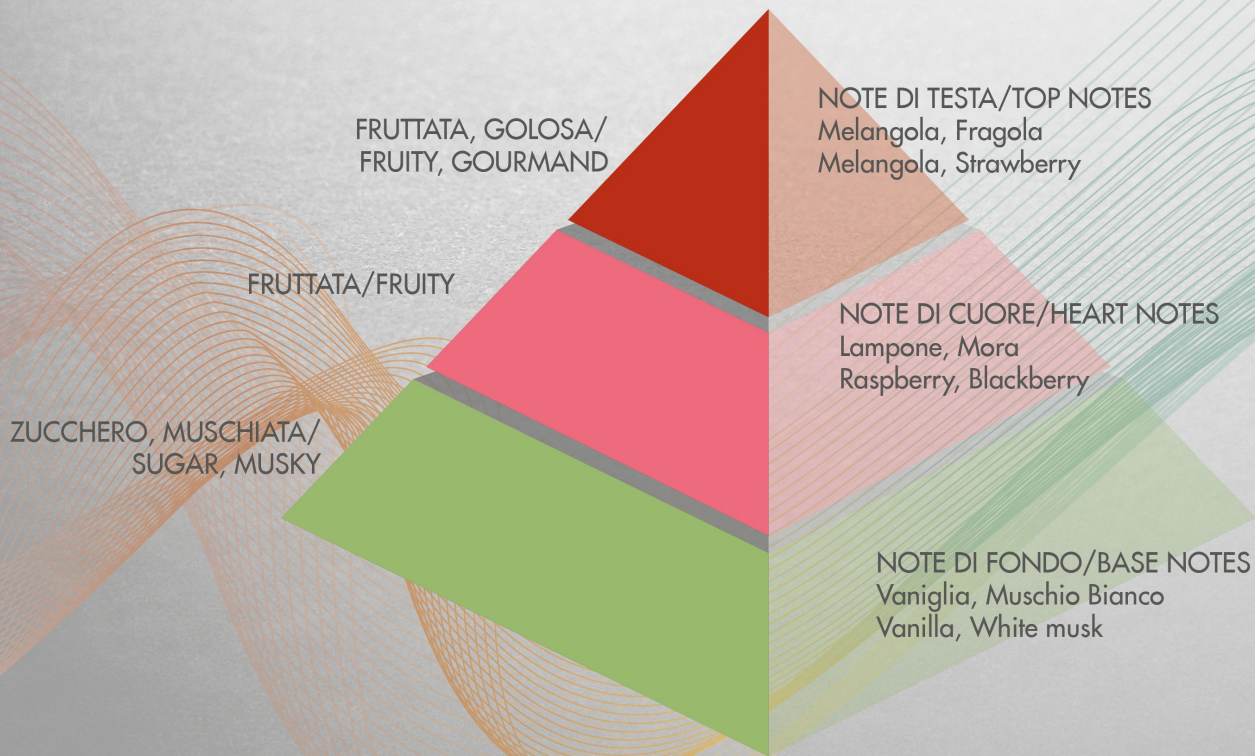 FRUTTATA, GOLOSA/
FRUITY, GOURMAND
NOTE DI TESTA/TOP NOTES
Melangola, Fragola
Melangola, Strawberry
FRUTTATA/FRUITY
NOTE DI CUORE/HEART NOTES
Lampone, Mora
Raspberry, Blackberry
ZUCCHERO, MUSCHIATA/
SUGAR, MUSKY
NOTE DI FONDO/BASE NOTES
Vaniglia, Muschio Bianco
Vanilla, White musk